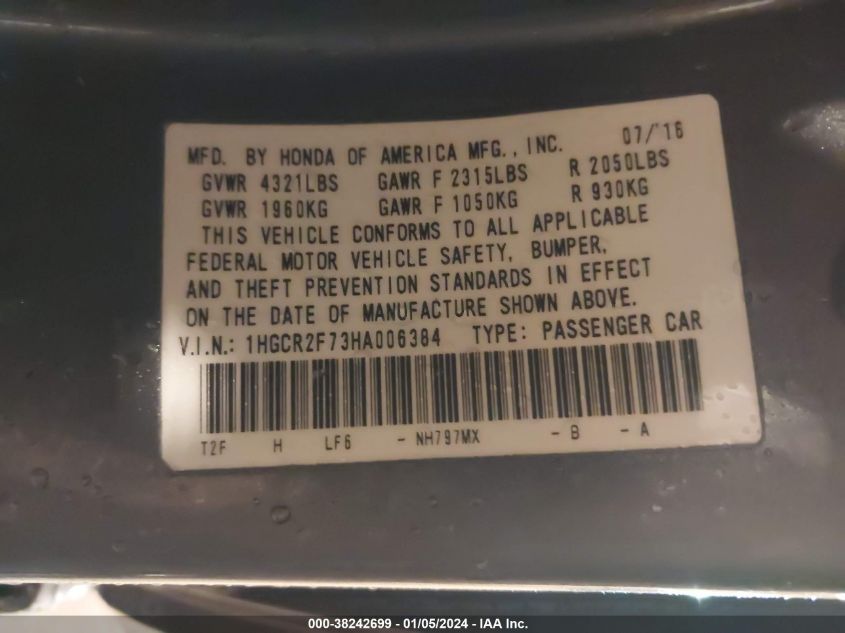 MFD. BY HONDA OF AMERICA MFG., INC. 07/'16
GVWR 4321LBS GAWR F 2315LBS R 2050LBS
GVWR 1960KG GAWR F 1050KG R 930KG
THIS VEHICLE CONFORMS TO ALL APPLICABLE
FEDERAL MOTOR VEHICLE SAFETY, BUMPER,
AND THEFT PREVENTION STANDARDS IN EFFECT
ON THE DATE OF MANUFACTURE SHOWN ABOVE.
V.I.N.: 1HGCR2F73HA006384 TYPE: PASSENGER CAR
T2F H LF6 - NH797MX - B - A
000-38242699 - 01/05/2024 - IAA Inc.